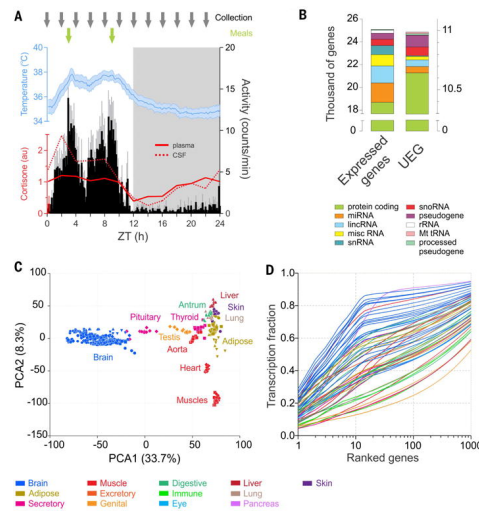 A
Collection
Meals
Temperature (°C)
40
38
36
34
32
Cortisone (au)
2
1
0
plasma
CSF
20
15
10
5
0
Activity (counts/min)
0 4 8 12 16 20 24
ZT (h)
B
Thousand of genes
26
24
22
20
18
0
11
10.5
0
Expressed genes
UEG
protein coding
miRNA
lincRNA
misc RNA
snRNA
snoRNA
pseudogene
rRNA
Mt tRNA
processed
pseudogene
C
PCA2 (8.3%)
100
50
0
-50
-100
-150
-100 -50 0 50 100
PCA1 (33.7%)
Liver
Antrum
Skin
Pituitary
Thyroid
Lung
Testis
Adipose
Aorta
Brain
Heart
Muscles
D
Transcription fraction
1.0
0.8
0.6
0.4
0.2
0.0
1 10 100 1000
Ranked genes
Brain
Muscle
Digestive
Liver
Skin
Adipose
Excretory
Immune
Lung
Secretory
Genital
Eye
Pancreas